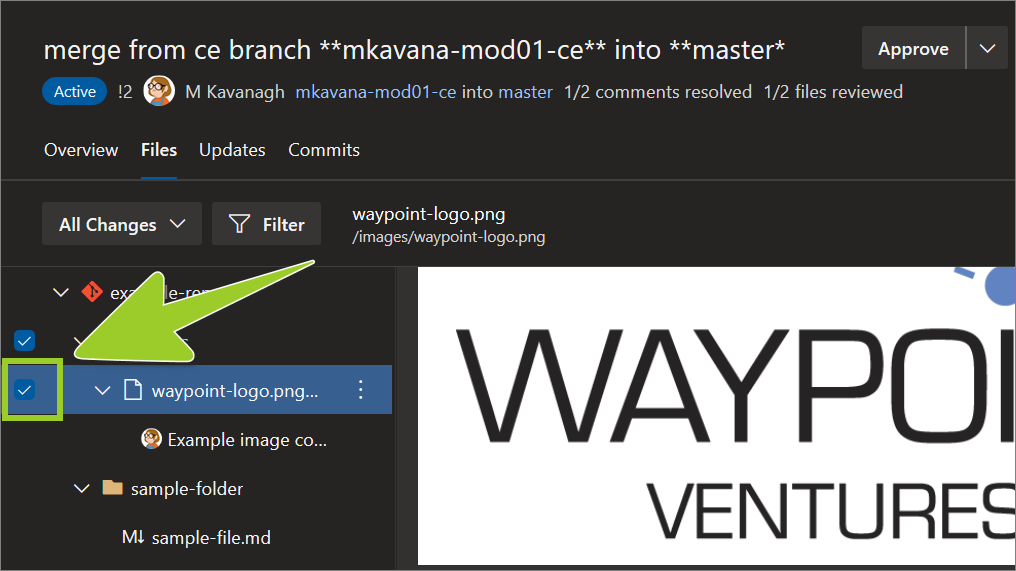 merge from ce branch **mkavana-mod01-ce** into **master*
Approve
Active !2 M Kavanagh mkavana-mod01-ce into master 1/2 comments resolved 1/2 files reviewed
Overview Files Updates Commits
All Changes Filter
waypoint-logo.png
/images/waypoint-logo.png
waypoint-logo.png...
Example image co...
sample-folder
M↓ sample-file.md
WAYPOI
VENTURES